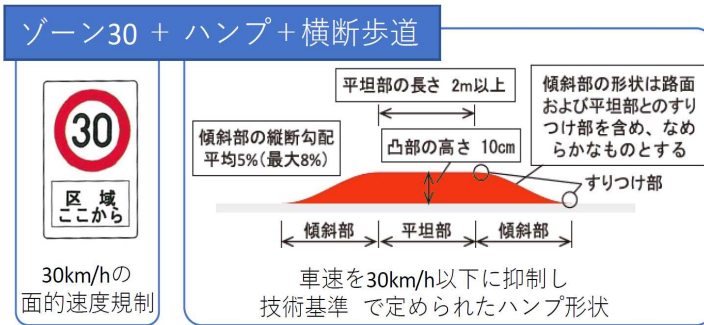 ゾーン30 + ハンプ+横断歩道
30
区域
ここから
30km/hの
面的速度規制
平坦部の長さ 2m以上
傾斜部の縦断勾配
平均5%(最大8%)
凸部の高さ 10cm
傾斜部の形状は路面
および平坦部とのすり
つけ部を含め、なめ
らかなものとする
すりつけ部
傾斜部
平坦部
傾斜部
車速を30km/h以下に抑制し
技術基準 で定められたハンプ形状